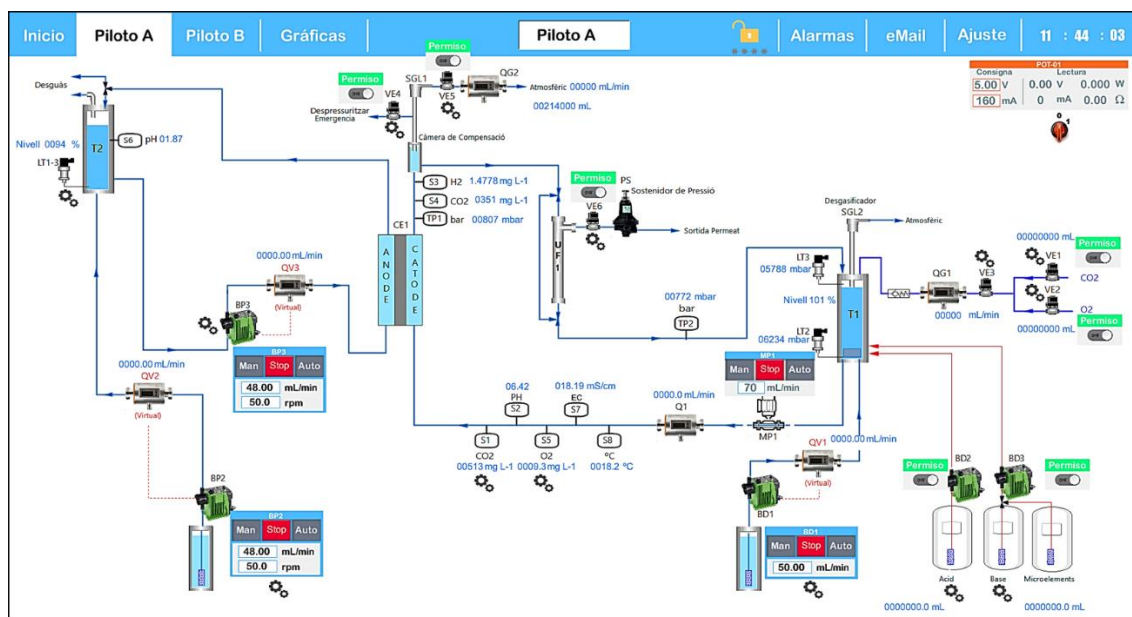 Inicio
Piloto A
Piloto B
Gráficas
Piloto A
Alarmas
eMail
Ajuste
11 : 44 : 03
POT-01
Consigna Lectura
5.00 V 0.00 V 0.000 W
160 mA 0 mA 0.00 Ω
0
1
Permiso
Permiso
SGL1
QG2
VE4
VE5
Atmosféric 00000 mL/min
00214000 mL
Despressuritzar
Emergencia
Desguàs
Càmera de Compensació
T2
S6 pH 01.87
Nivell 0094 %
LT1-3
S3 H2 1.4778 mg L-1
S4 CO2 0351 mg L-1
TP1 bar 00807 mbar
CE1
ANODE
CATODE
Permiso
PS
Sostenidor de Pressió
VE6
Sortida Permeat
UF1
Desgasificador
SGL2
Atmosféric
LT3
05788 mbar
Nivell 101 %
T1
LT2
06234 mbar
00772 mbar
bar
TP2
QG1
00000 mL/min
VE3
00000000 mL
VE1
Permiso
CO2
VE2
O2
00000000 mL
Permiso
0000.00 mL/min
QV3
(Virtual)
BP3
BP3
Man Stop Auto
48.00 mL/min
50.0 rpm
0000.00 mL/min
QV2
(Virtual)
BP2
BP2
Man Stop Auto
48.00 mL/min
50.0 rpm
MP1
Man Stop Auto
70 mL/min
MP1
06.42
PH
S2
018.19 mS/cm
EC
S7
0000.0 mL/min
Q1
S1
CO2
00513 mg L-1
S5
O2
0009.3 mg L-1
S8
ºC
0018.2 ºC
0000.00 mL/min
QV1
(Virtual)
BD1
BD1
Man Stop Auto
50.00 mL/min
Permiso
BD2
BD3
Permiso
Acid
Base
Microelements
0000000.0 mL
0000000.0 mL